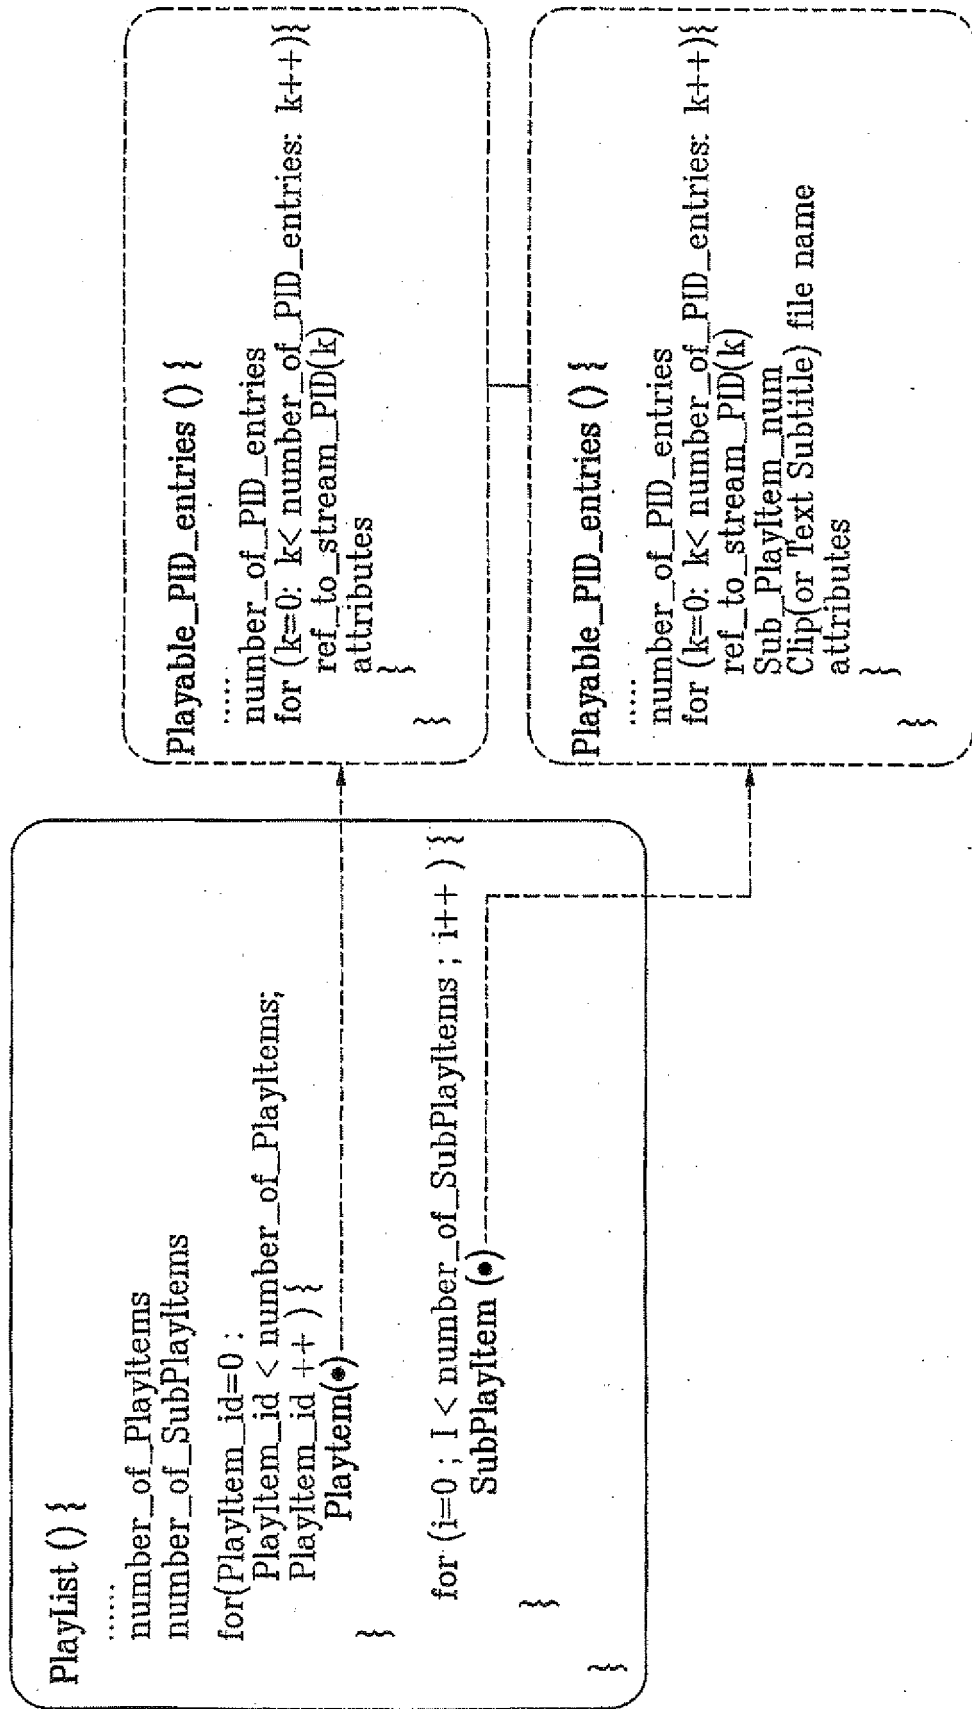 PlayList () {
......
number_of_PlayItems
number_of_SubPlayItems
for(PlayItem_id=0 :
PlayItem_id < number_of_PlayItems;
PlayItem_id ++ ) {
Playtem(•)
}
for (i=0 ; I < number_of_SubPlayItems ; i++ ) {
SubPlayItem (•)
}
}
Playable_PID_entries () {
.....
number_of_PID_entries
for (k=0: k< number_of_PID_entries: k++){
ref_to_stream_PID(k)
attributes
}
}
Playable_PID_entries () {
.....
number_of_PID_entries
for (k=0: k< number_of_PID_entries: k++){
ref_to_stream_PID(k)
Sub_PlayItem_num
Clip(or Text Subtitle) file name
attributes
}
}